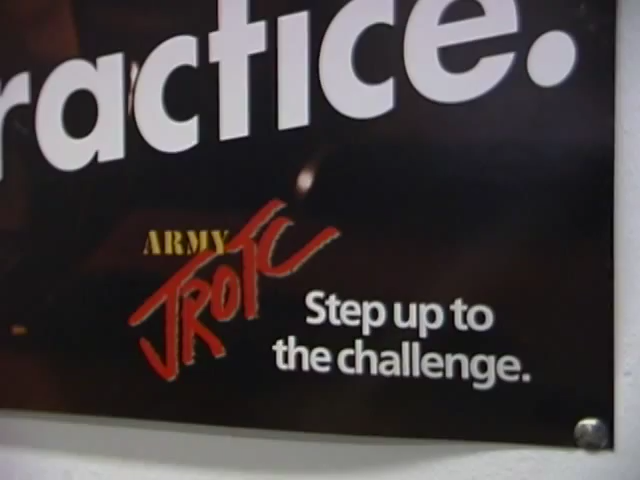 ractice.
ARMY
JROTC
Step up to
the challenge.